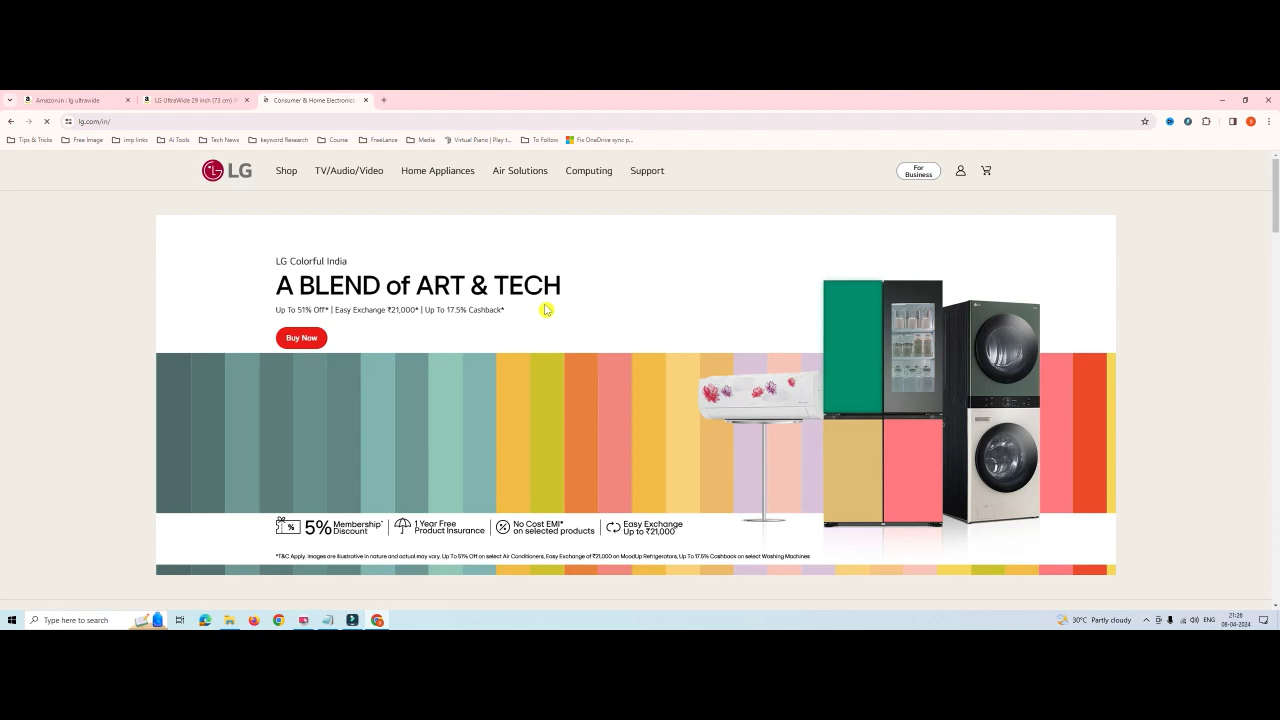 Amazon.in : lg ultrawide
LG UltraWide 29 inch (73 cm) I
Consumer & Home Electronics
lg.com/in/
Tips & Tricks
Free Image
imp links
Ai Tools
Tech News
keyword Research
Course
FreeLance
Media
Virtual Piano | Play t...
To Follow
Fix OneDrive sync p...
LG
Shop
TV/Audio/Video
Home Appliances
Air Solutions
Computing
Support
For
Business
LG Colorful India
A BLEND of ART & TECH
Up To 51% Off* | Easy Exchange ₹21,000* | Up To 17.5% Cashback*
Buy Now
5% Membership*
Discount
1 Year Free
Product Insurance
No Cost EMI*
on selected products
Easy Exchange
Up to ₹21,000
*T&C Apply. Images are illustrative in nature and actual may vary. Up To 51% Off on select Air Conditioners, Easy Exchange of ₹21,000 on MoodUp Refrigerators, Up To 17.5% Cashback on select Washing Machines
Type here to search
30°C Partly cloudy
ENG
21:26
08-04-2024